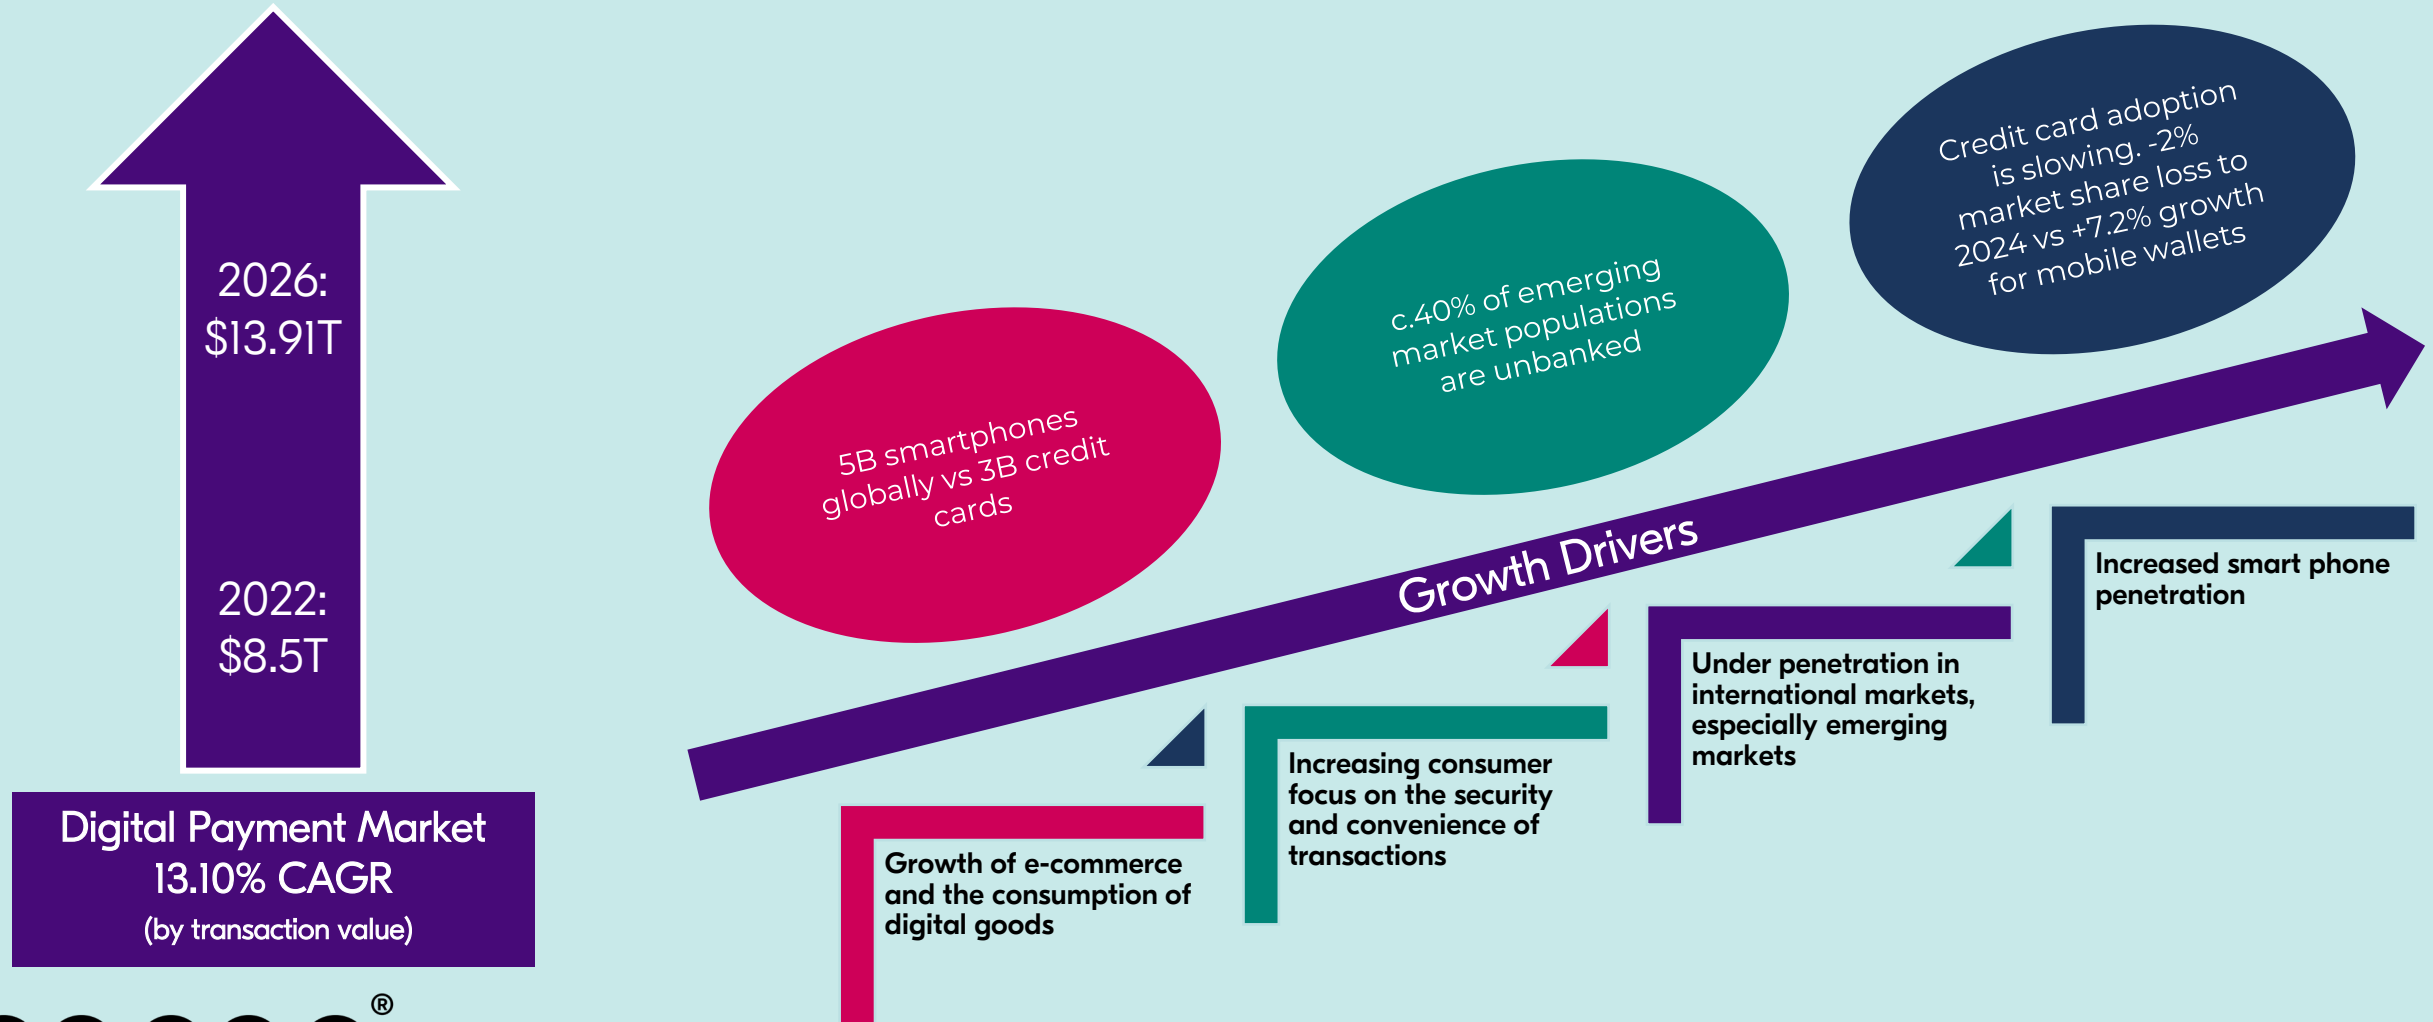 2026:
$13.91T
2022:
$8.5T
Digital Payment Market
13.10% CAGR
(by transaction value)
®
5B smartphones
globally vs 3B credit
cards
c.40% of emerging
market populations
are unbanked
Credit card adoption
is slowing. -2%
market share loss to
2024 vs +7.2% growth
for mobile wallets
Growth Drivers
Growth of e-commerce
and the consumption of
digital goods
Increasing consumer
focus on the security
and convenience of
transactions
Under penetration in
international markets,
especially emerging
markets
Increased smart phone
penetration